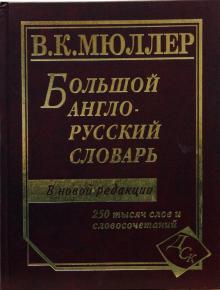 В.К.МЮЛЛЕР
БОЛЬШОЙ
АНГЛО-
РУССКИЙ
СЛОВАРЬ
В новой редакции
250 тысяч слов и
словосочетаний
ДСК